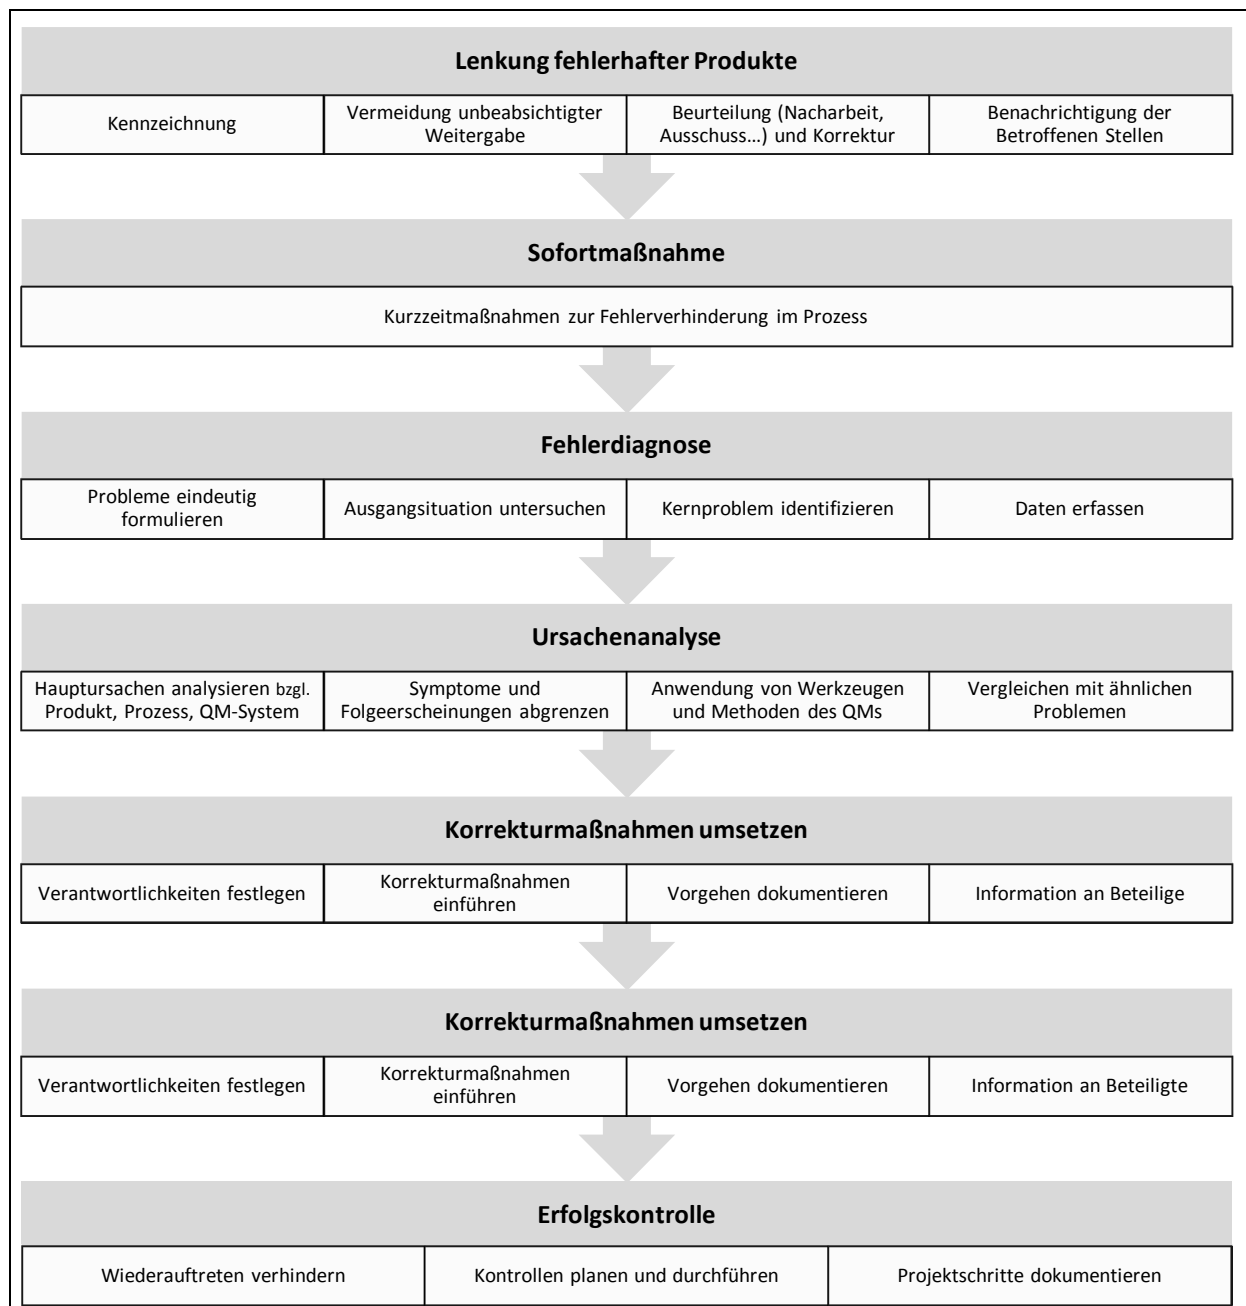 Lenkung fehlerhafter Produkte
Kennzeichnung
Vermeidung unbeabsichtigter
Weitergabe
Beurteilung (Nacharbeit,
Ausschuss...) und Korrektur
Benachrichtigung der
Betroffenen Stellen
Sofortmaßnahme
Kurzzeitmaßnahmen zur Fehlerverhinderung im Prozess
Fehlerdiagnose
Probleme eindeutig
formulieren
Ausgangsituation untersuchen
Kernproblem identifizieren
Daten erfassen
Ursachenanalyse
Hauptursachen analysieren bzgl.
Produkt, Prozess, QM-System
Symptome und
Folgeerscheinungen abgrenzen
Anwendung von Werkzeugen
und Methoden des QMs
Vergleichen mit ähnlichen
Problemen
Korrekturmaßnahmen umsetzen
Verantwortlichkeiten festlegen
Korrekturmaßnahmen
einführen
Vorgehen dokumentieren
Information an Beteilige
Korrekturmaßnahmen umsetzen
Verantwortlichkeiten festlegen
Korrekturmaßnahmen
einführen
Vorgehen dokumentieren
Information an Beteiligte
Erfolgskontrolle
Wiederauftreten verhindern
Kontrollen planen und durchführen
Projektschritte dokumentieren